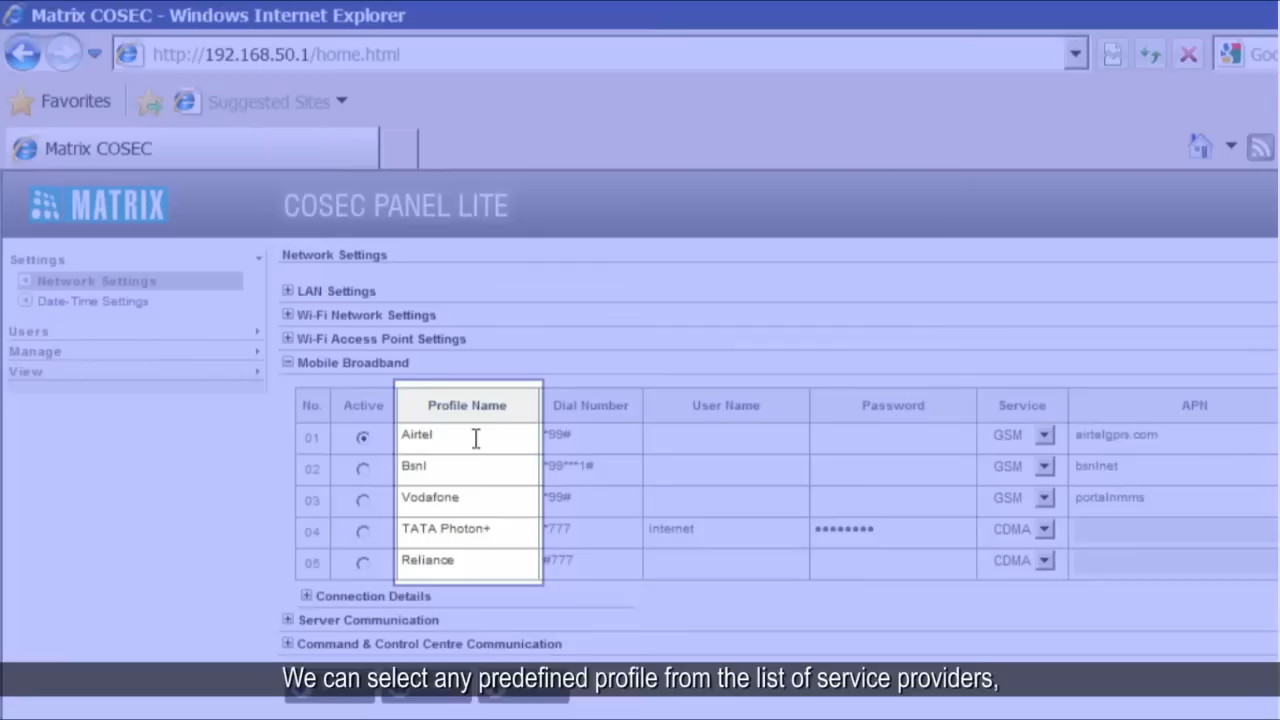 Matrix COSEC - Windows Internet Explorer
http://192.168.50.1/home.html
Favorites
Suggested Sites
Matrix COSEC
MATRIX
COSEC PANEL LITE
Settings
Network Settings
Date-Time Settings
Users
Manage
View
Network Settings
LAN Settings
Wi-Fi Network Settings
Wi-Fi Access Point Settings
Mobile Broadband
No. Active Profile Name Dial Number User Name Password Service APN
01 Airtel *99# GSM airtelgprs.com
02 Bsnl *99***1# GSM bsnlnet
03 Vodafone *99# GSM portalnmms
04 TATA Photon+ *777 internet •••••••• CDMA
05 Reliance #777 CDMA
Connection Details
Server Communication
Command & Control Centre Communication
We can select any predefined profile from the list of service providers,